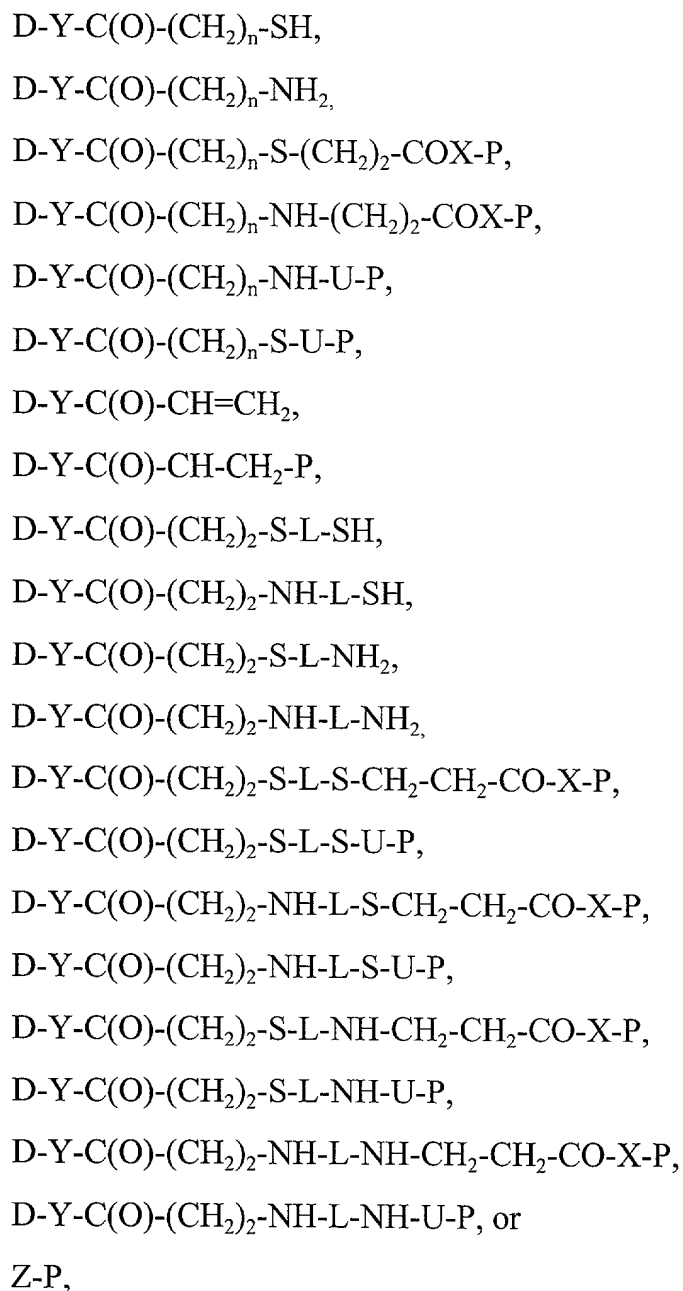 D-Y-C(O)-(CH₂)ₙ-SH,
D-Y-C(O)-(CH₂)ₙ-NH₂,
D-Y-C(O)-(CH₂)ₙ-S-(CH₂)₂-COX-P,
D-Y-C(O)-(CH₂)ₙ-NH-(CH₂)₂-COX-P,
D-Y-C(O)-(CH₂)ₙ-NH-U-P,
D-Y-C(O)-(CH₂)ₙ-S-U-P,
D-Y-C(O)-CH=CH₂,
D-Y-C(O)-CH-CH₂-P,
D-Y-C(O)-(CH₂)₂-S-L-SH,
D-Y-C(O)-(CH₂)₂-NH-L-SH,
D-Y-C(O)-(CH₂)₂-S-L-NH₂,
D-Y-C(O)-(CH₂)₂-NH-L-NH₂,
D-Y-C(O)-(CH₂)₂-S-L-S-CH₂-CH₂-CO-X-P,
D-Y-C(O)-(CH₂)₂-S-L-S-U-P,
D-Y-C(O)-(CH₂)₂-NH-L-S-CH₂-CH₂-CO-X-P,
D-Y-C(O)-(CH₂)₂-NH-L-S-U-P,
D-Y-C(O)-(CH₂)₂-S-L-NH-CH₂-CH₂-CO-X-P,
D-Y-C(O)-(CH₂)₂-S-L-NH-U-P,
D-Y-C(O)-(CH₂)₂-NH-L-NH-CH₂-CH₂-CO-X-P,
D-Y-C(O)-(CH₂)₂-NH-L-NH-U-P, or
Z-P,